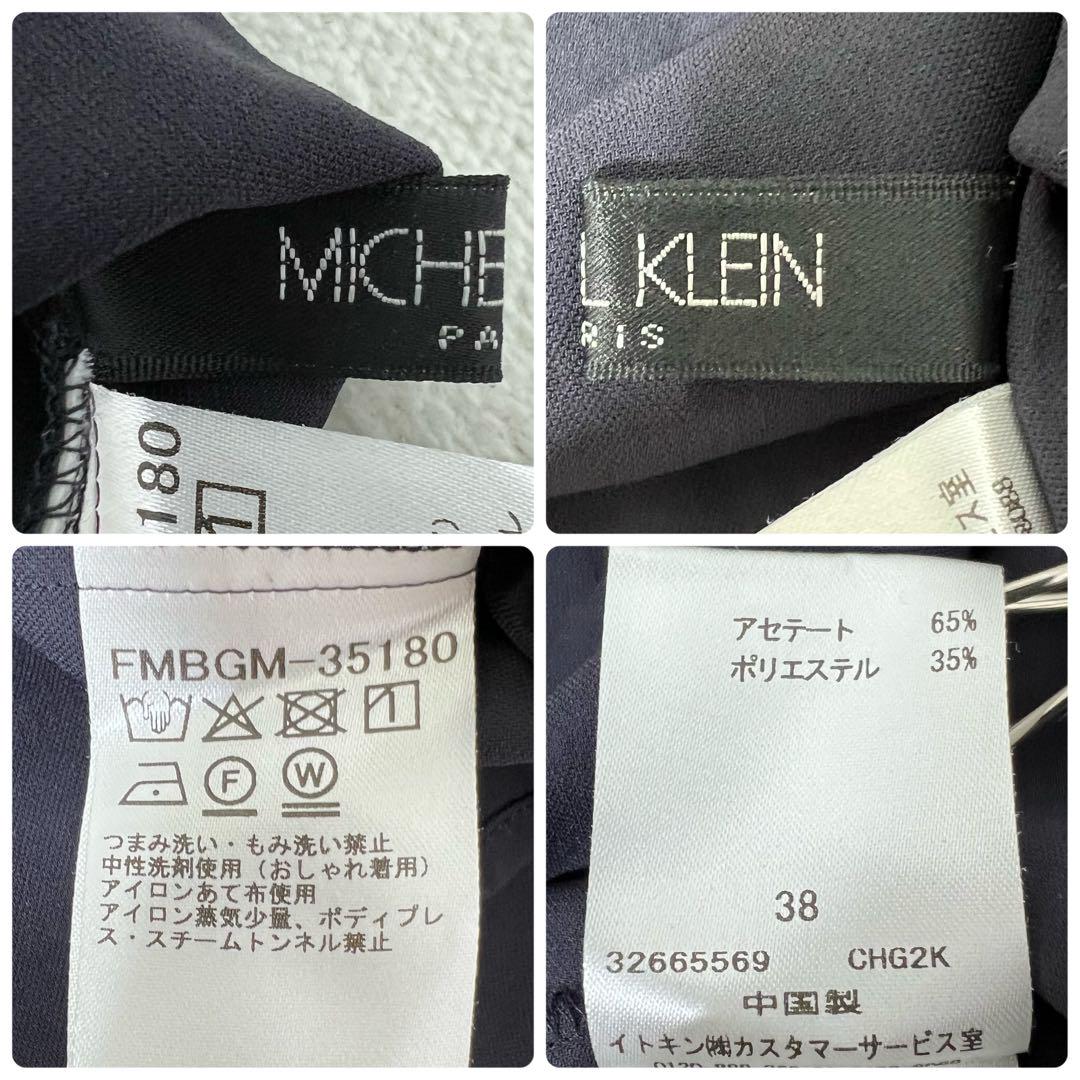 MICHE
PA
180
1
L KLEIN
RIS
ス室
FMBGM-35180
1
F
W
つまみ洗い・もみ洗い禁止
中性洗剤使用（おしゃれ着用）
アイロンあて布使用
アイロン蒸気少量、ボディプレ
ス・スチームトンネル禁止
アセテート 65%
ポリエステル 35%
38
32665569 CHG2K
中国製
イトキン㈱カスタマーサービス室